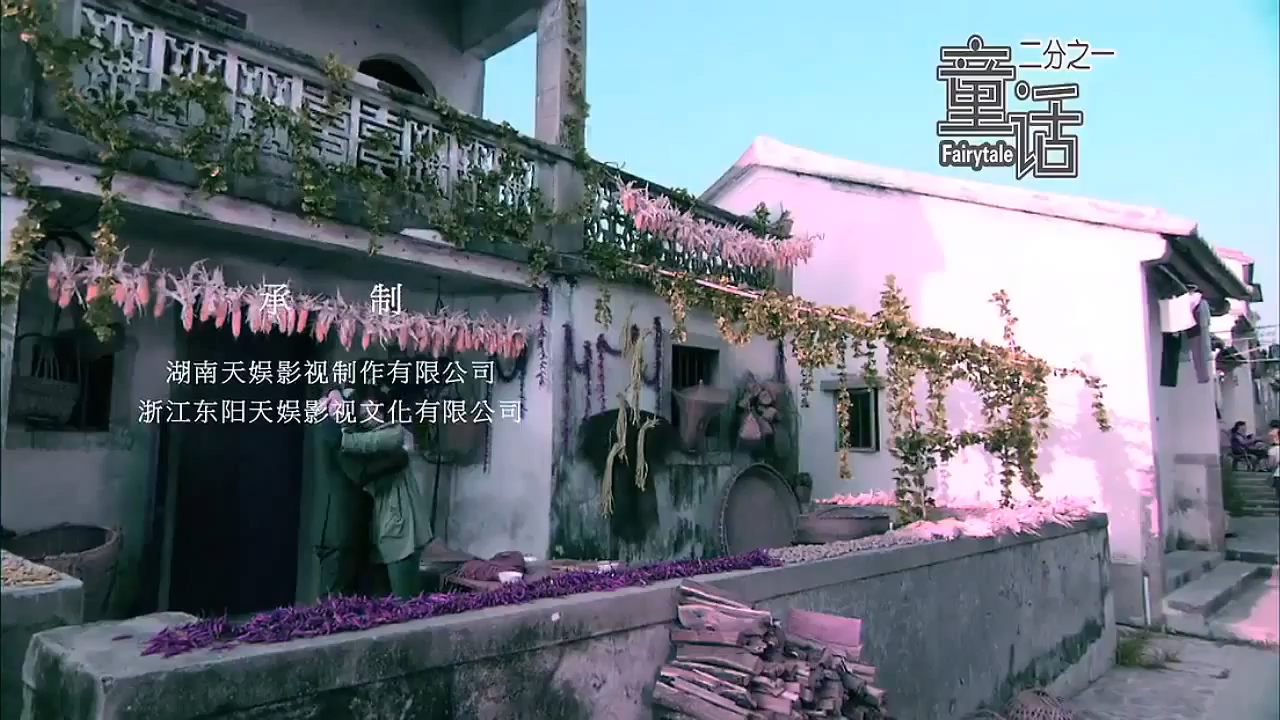 二分之一
童话
Fairytale
承 制
湖南天娱影视制作有限公司
浙江东阳天娱影视文化有限公司